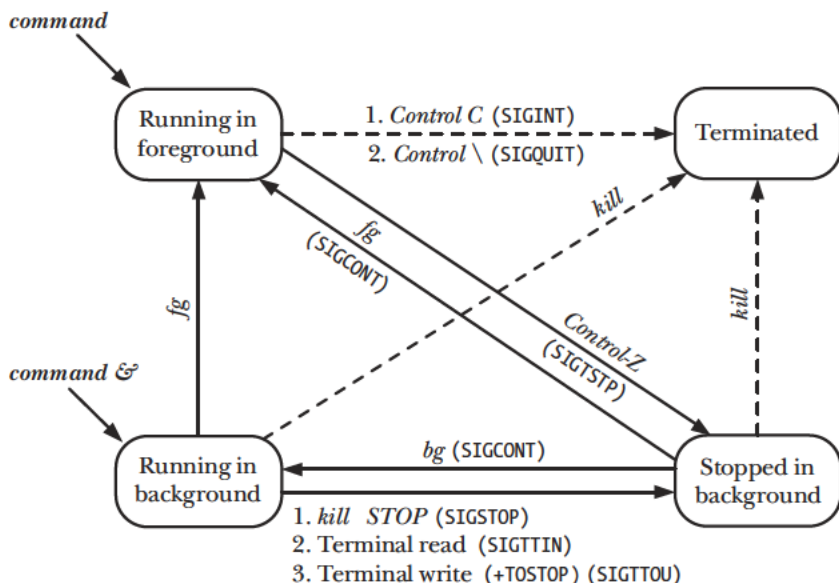 command
Running in
foreground
1. Control C (SIGINT)
2. Control \ (SIGQUIT)
Terminated
fg
(SIGCONT)
kill
fg
Control-Z
(SIGTSTP)
kill
command &
Running in
background
bg (SIGCONT)
Stopped in
background
1. kill STOP (SIGSTOP)
2. Terminal read (SIGTTIN)
3. Terminal write (+TOSTOP) (SIGTTOU)